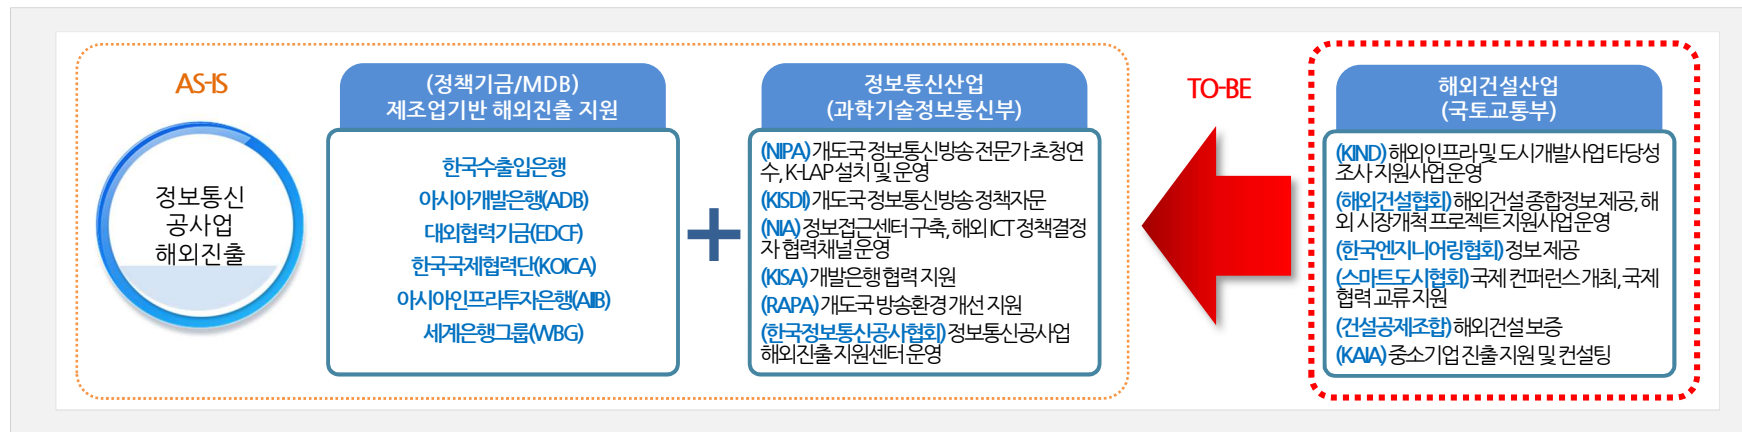 AS-IS
정보통신
공사업
해외진출
(정책기금/MDB)
제조업기반 해외진출 지원
한국수출입은행
아시아개발은행(ADB)
대외협력기금(EDCF)
한국국제협력단(KOICA)
아시아인프라투자은행(AIIB)
세계은행그룹(WBG)
+
정보통신산업
(과학기술정보통신부)
(NIPA) 개도국 정보통신방송 전문가 초청연
수, K-LAP 설치 및 운영
(KISDI) 개도국 정보통신방송 정책자문
(NIA) 정보접근센터 구축, 해외 ICT 정책결정
자 협력채널 운영
(KISA) 개발은행 협력 지원
(RAPA) 개도국 방송환경 개선 지원
(한국정보통신공사협회) 정보통신공사업
해외진출 지원센터 운영
TO-BE
해외건설산업
(국토교통부)
(KIND) 해외인프라 및 도시개발사업 타당성
조사 지원사업 운영
(해외건설협회) 해외건설 종합정보 제공, 해
외 시장개척 프로젝트 지원사업 운영
(한국엔지니어링협회) 정보 제공
(스마트도시협회) 국제 컨퍼런스 개최, 국제
협력 교류 지원
(건설공제조합) 해외건설 보증
(KAIA) 중소기업 진출 지원 및 컨설팅